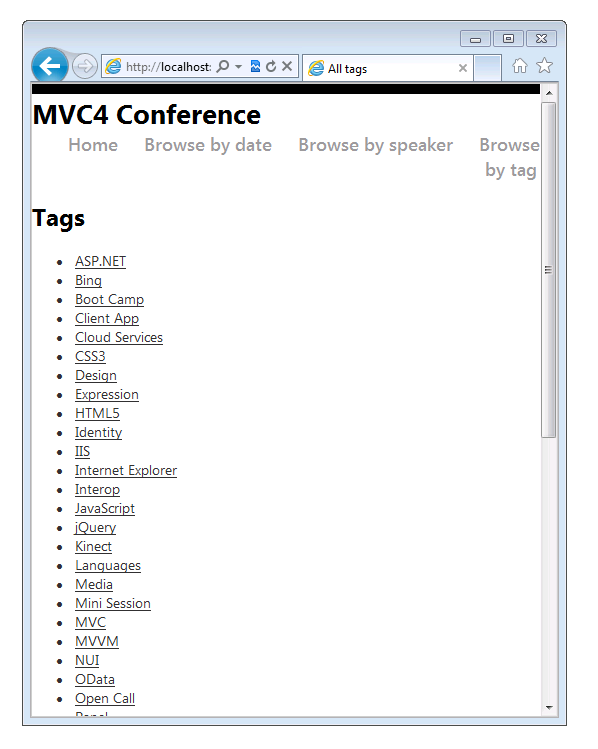 http://localhost:
All tags
MVC4 Conference
Home Browse by date Browse by speaker Browse by tag
Tags
ASP.NET
Bing
Boot Camp
Client App
Cloud Services
CSS3
Design
Expression
HTML5
Identity
IIS
Internet Explorer
Interop
JavaScript
jQuery
Kinect
Languages
Media
Mini Session
MVC
MVVM
NUI
OData
Open Call